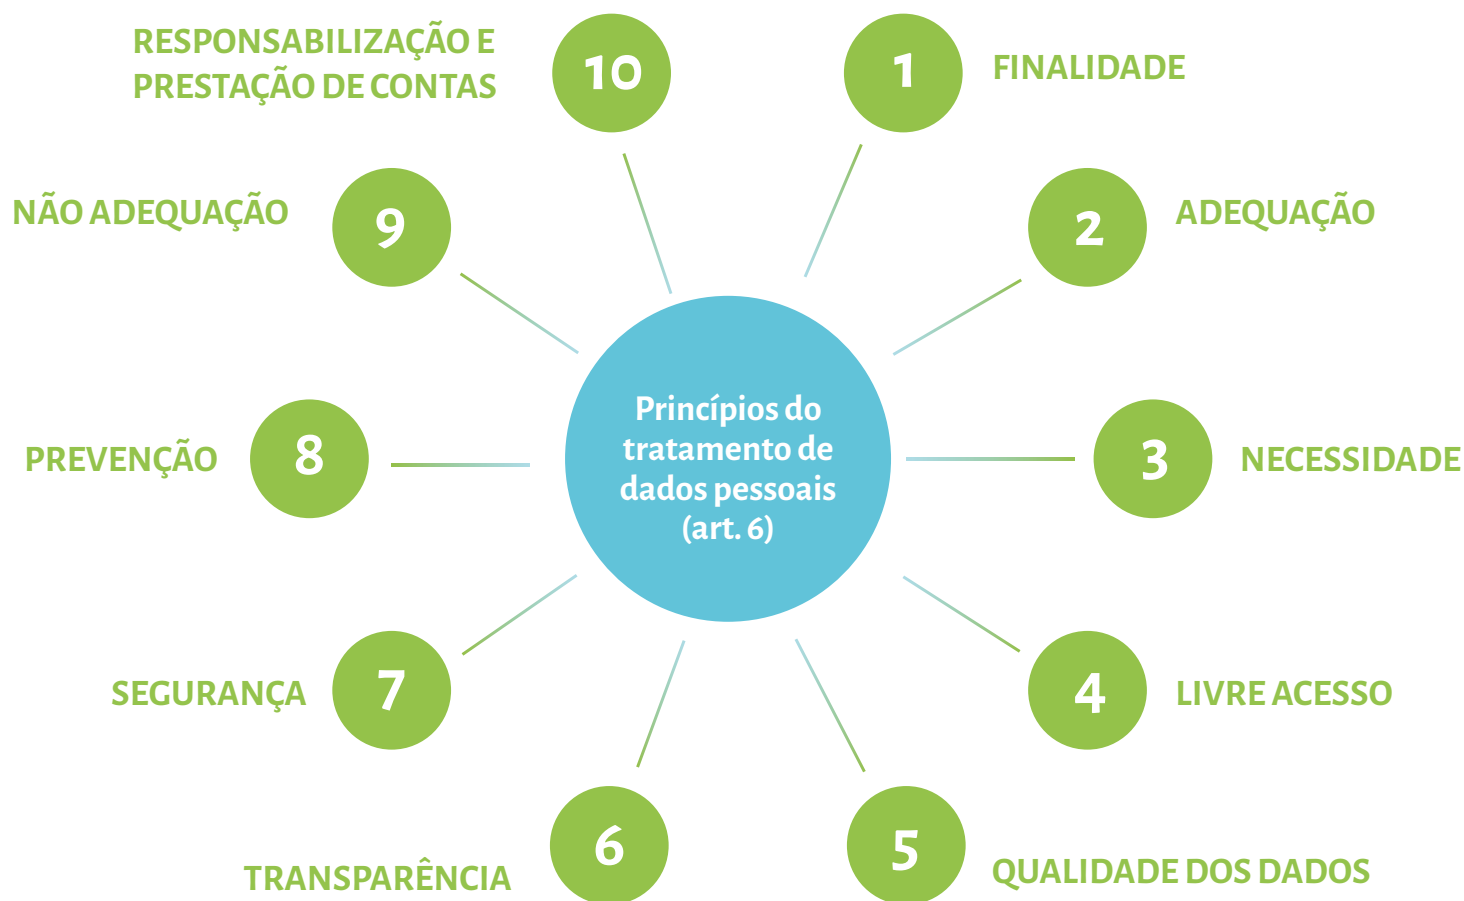 Princípios do
tratamento de
dados pessoais
(art. 6)
1
FINALIDADE
2
ADEQUAÇÃO
3
NECESSIDADE
4
LIVRE ACESSO
5
QUALIDADE DOS DADOS
6
TRANSPARÊNCIA
7
SEGURANÇA
8
PREVENÇÃO
9
NÃO ADEQUAÇÃO
10
RESPONSABILIZAÇÃO E
PRESTAÇÃO DE CONTAS